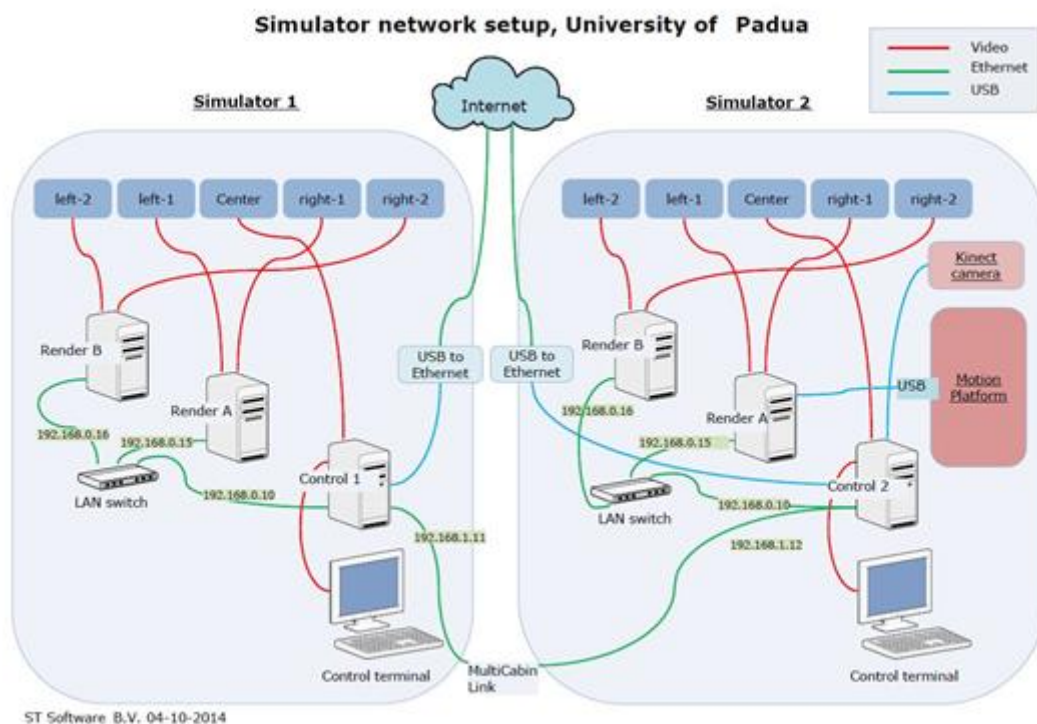 Simulator network setup, University of Padua
Video
Ethernet
USB
Internet
Simulator 1
left-2
left-1
Center
right-1
right-2
Render B
Render A
192.168.0.16
192.168.0.15
LAN switch
192.168.0.10
Control 1
USB to
Ethernet
192.168.1.11
Control terminal
MultiCabin
Link
Simulator 2
left-2
left-1
Center
right-1
right-2
Kinect
camera
Render B
USB to
Ethernet
USB
Motion
Platform
192.168.0.16
Render A
192.168.0.15
LAN switch
192.168.0.10
Control 2
192.168.1.12
Control terminal
ST Software B.V. 04-10-2014